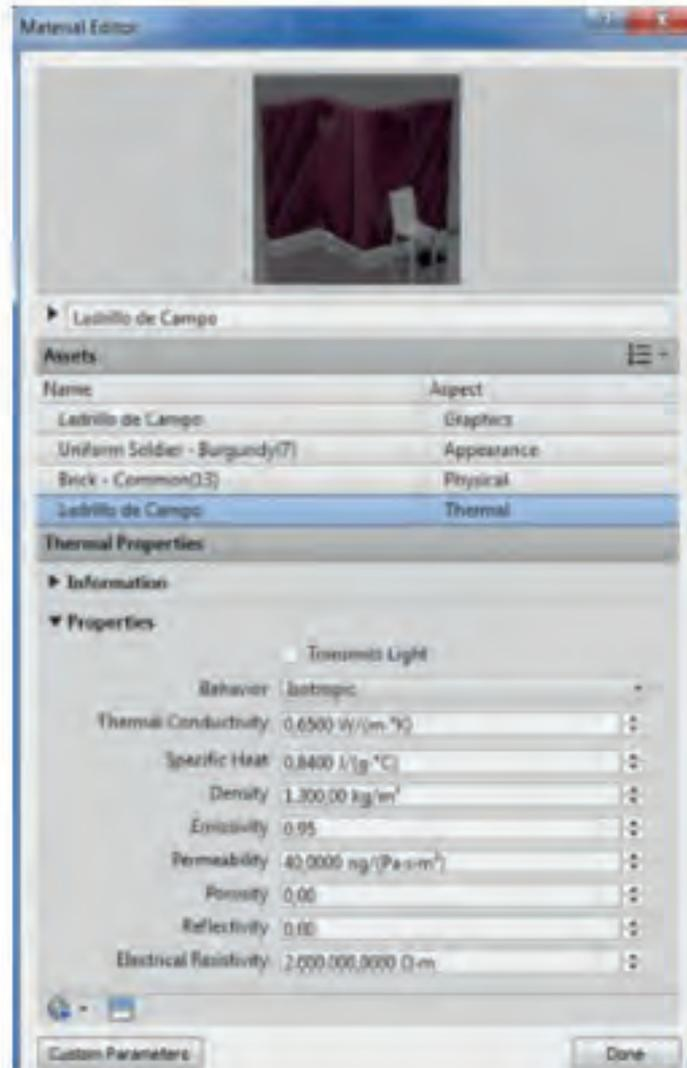 Material Editor
Ladrillo de Campo
Assets
Name Aspect
Ladrillo de Campo Graphics
Uniform Soldier - Burgundy(7) Appearance
Brick - Common(13) Physical
Ladrillo de Campo Thermal
Thermal Properties
Information
Properties
Transmits Light
Behavior Isotropic
Thermal Conductivity 0,6500 W/(m·°K)
Specific Heat 0,8400 J/(g·°C)
Density 1.300,00 kg/m³
Emissivity 0,95
Permeability 40,0000 ng/(Pa·s·m²)
Porosity 0,00
Reflectivity 0,00
Electrical Resistivity 2.000.000,0000 Ω·m
Custom Parameters Done